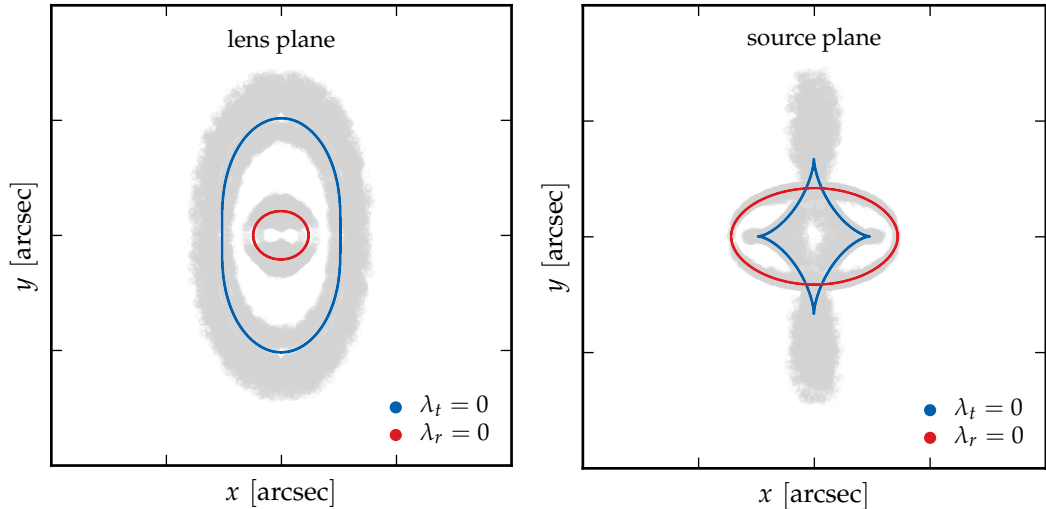 lens plane
y [arcsec]
λ_t = 0
λ_r = 0
x [arcsec]
source plane
y [arcsec]
λ_t = 0
λ_r = 0
x [arcsec]